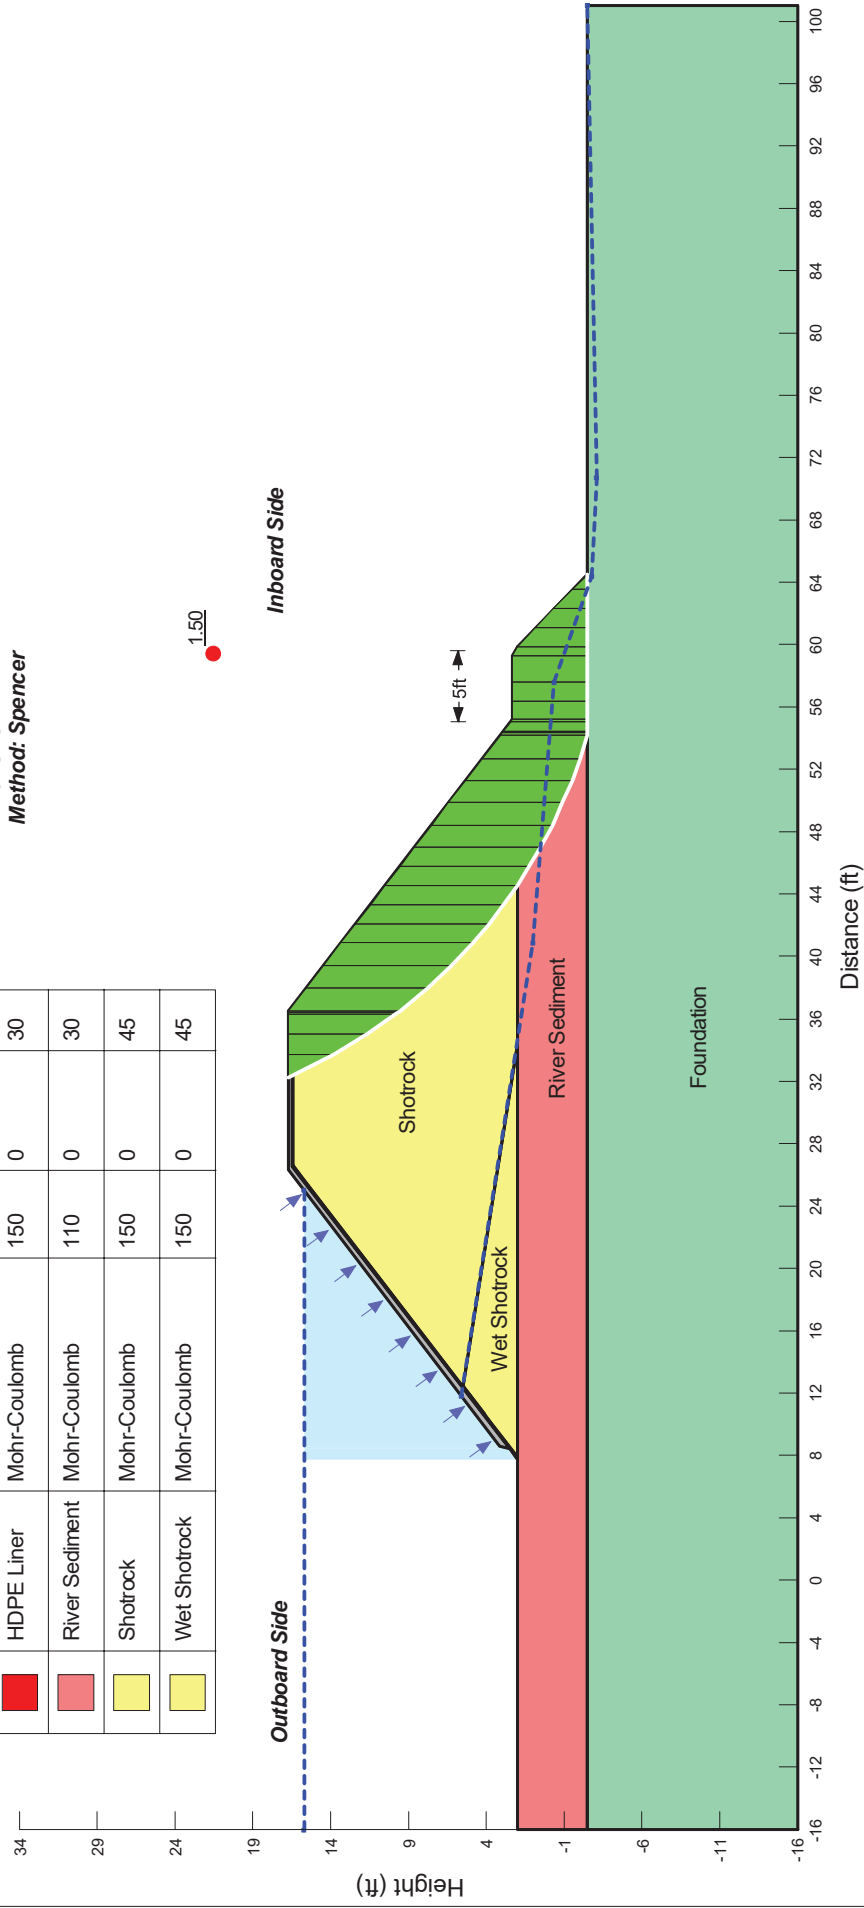 Method: Spencer
HDPE Liner Mohr-Coulomb 150 0 30
River Sediment Mohr-Coulomb 110 0 30
Shotrock Mohr-Coulomb 150 0 45
Wet Shotrock Mohr-Coulomb 150 0 45
1.50
Outboard Side
Inboard Side
5ft
Shotrock
Wet Shotrock
River Sediment
Foundation
Height (ft)
34
29
24
19
14
9
4
-1
-6
-11
-16
-16 -12 -8 -4 0 4 8 12 16 20 24 28 32 36 40 44 48 52 56 60 64 68 72 76 80 84 88 92 96 100
Distance (ft)